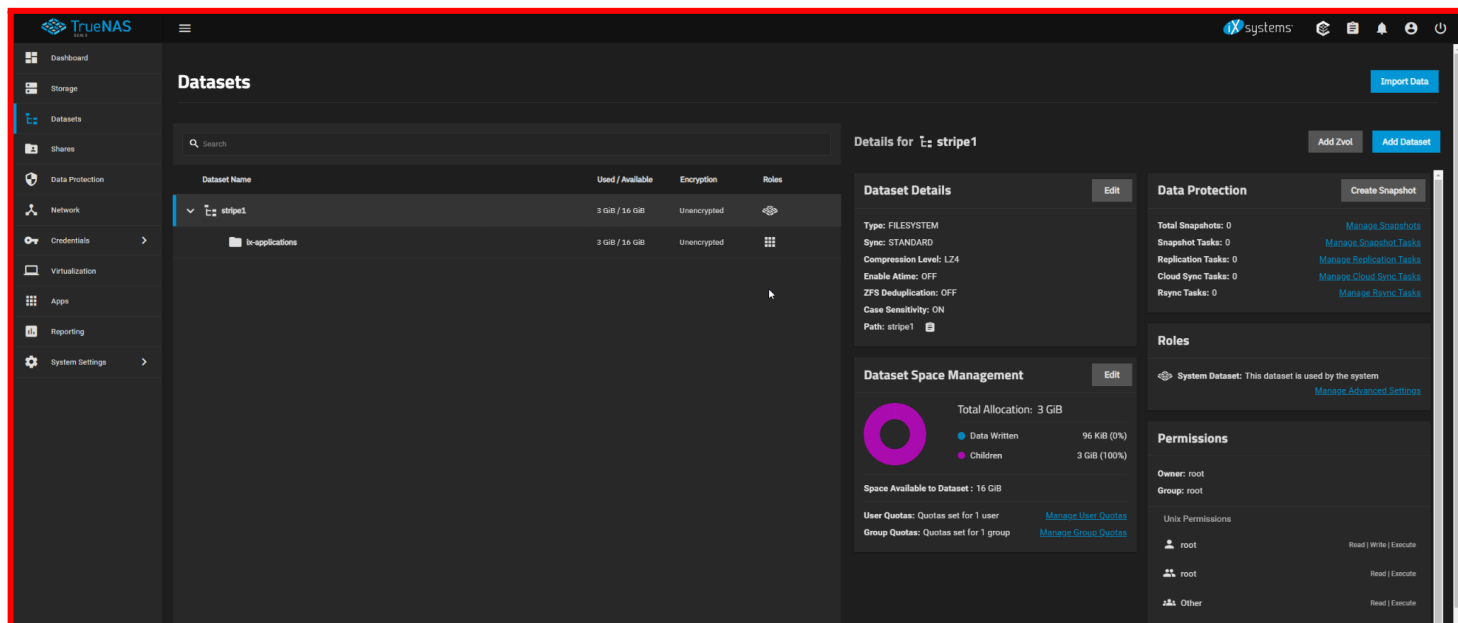 TrueNAS
SCALE
iX systems
Dashboard
Storage
Datasets
Shares
Data Protection
Network
Credentials
Virtualization
Apps
Reporting
System Settings
Datasets
Import Data
Search
Dataset Name Used / Available Encryption Roles
stripe1 3 GiB / 16 GiB Unencrypted
ix-applications 3 GiB / 16 GiB Unencrypted
Details for stripe1
Add Zvol Add Dataset
Dataset Details Edit
Type: FILESYSTEM
Sync: STANDARD
Compression Level: LZ4
Enable Atime: OFF
ZFS Deduplication: OFF
Case Sensitivity: ON
Path: stripe1
Dataset Space Management Edit
Total Allocation: 3 GiB
Data Written 96 KiB (0%)
Children 3 GiB (100%)
Space Available to Dataset : 16 GiB
User Quotas: Quotas set for 1 user Manage User Quotas
Group Quotas: Quotas set for 1 group Manage Group Quotas
Data Protection Create Snapshot
Total Snapshots: 0 Manage Snapshots
Snapshot Tasks: 0 Manage Snapshot Tasks
Replication Tasks: 0 Manage Replication Tasks
Cloud Sync Tasks: 0 Manage Cloud Sync Tasks
Rsync Tasks: 0 Manage Rsync Tasks
Roles
System Dataset: This dataset is used by the system
Manage Advanced Settings
Permissions
Owner: root
Group: root
Unix Permissions
root Read | Write | Execute
root Read | Execute
Other Read | Execute